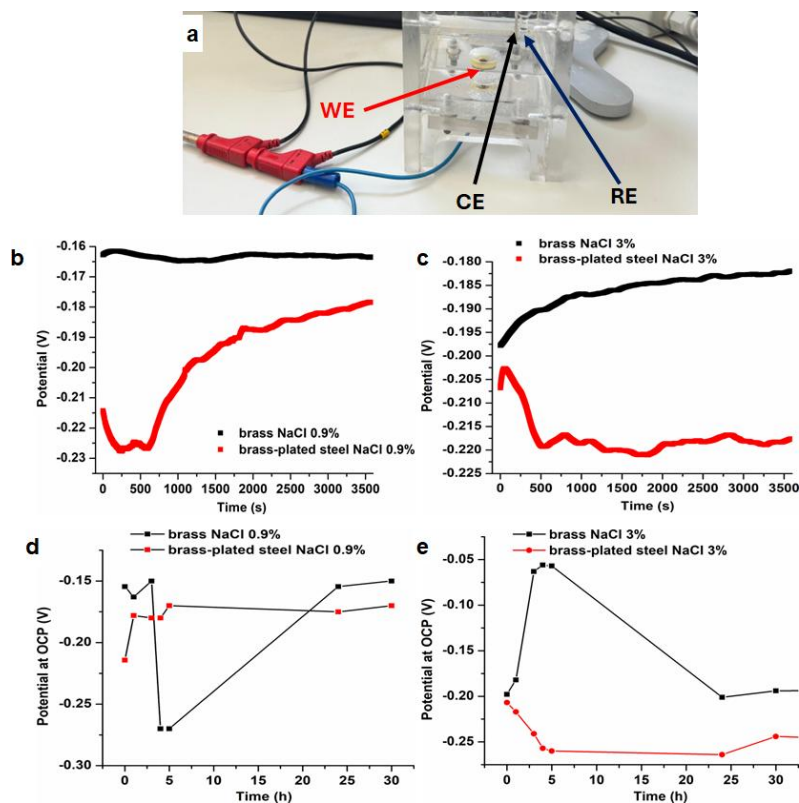 a
WE
CE
RE
b
-0.16
-0.17
-0.18
-0.19
-0.20
-0.21
-0.22
-0.23
Potential (V)
brass NaCl 0.9%
brass-plated steel NaCl 0.9%
0 500 1000 1500 2000 2500 3000 3500
Time (s)
c
brass NaCl 3%
brass-plated steel NaCl 3%
-0.180
-0.185
-0.190
-0.195
-0.200
-0.205
-0.210
-0.215
-0.220
-0.225
Potential (V)
0 500 1000 1500 2000 2500 3000 3500
Time (s)
d
brass NaCl 0.9%
brass-plated steel NaCl 0.9%
-0.15
-0.20
-0.25
-0.30
Potential at OCP (V)
0 5 10 15 20 25 30
Time (h)
e
brass NaCl 3%
brass-plated steel NaCl 3%
-0.05
-0.10
-0.15
-0.20
-0.25
Potential at OCP (V)
0 5 10 15 20 25 30
Time (h)